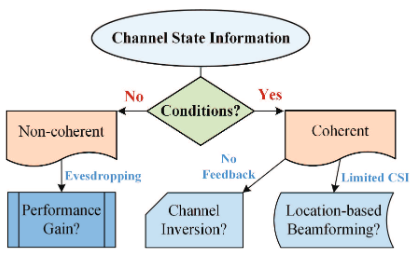 Channel State Information
No
Conditions?
Yes
Non-coherent
Coherent
Evesdropping
No
Feedback
Limited CSI
Performance
Gain?
Channel
Inversion?
Location-based
Beamforming?